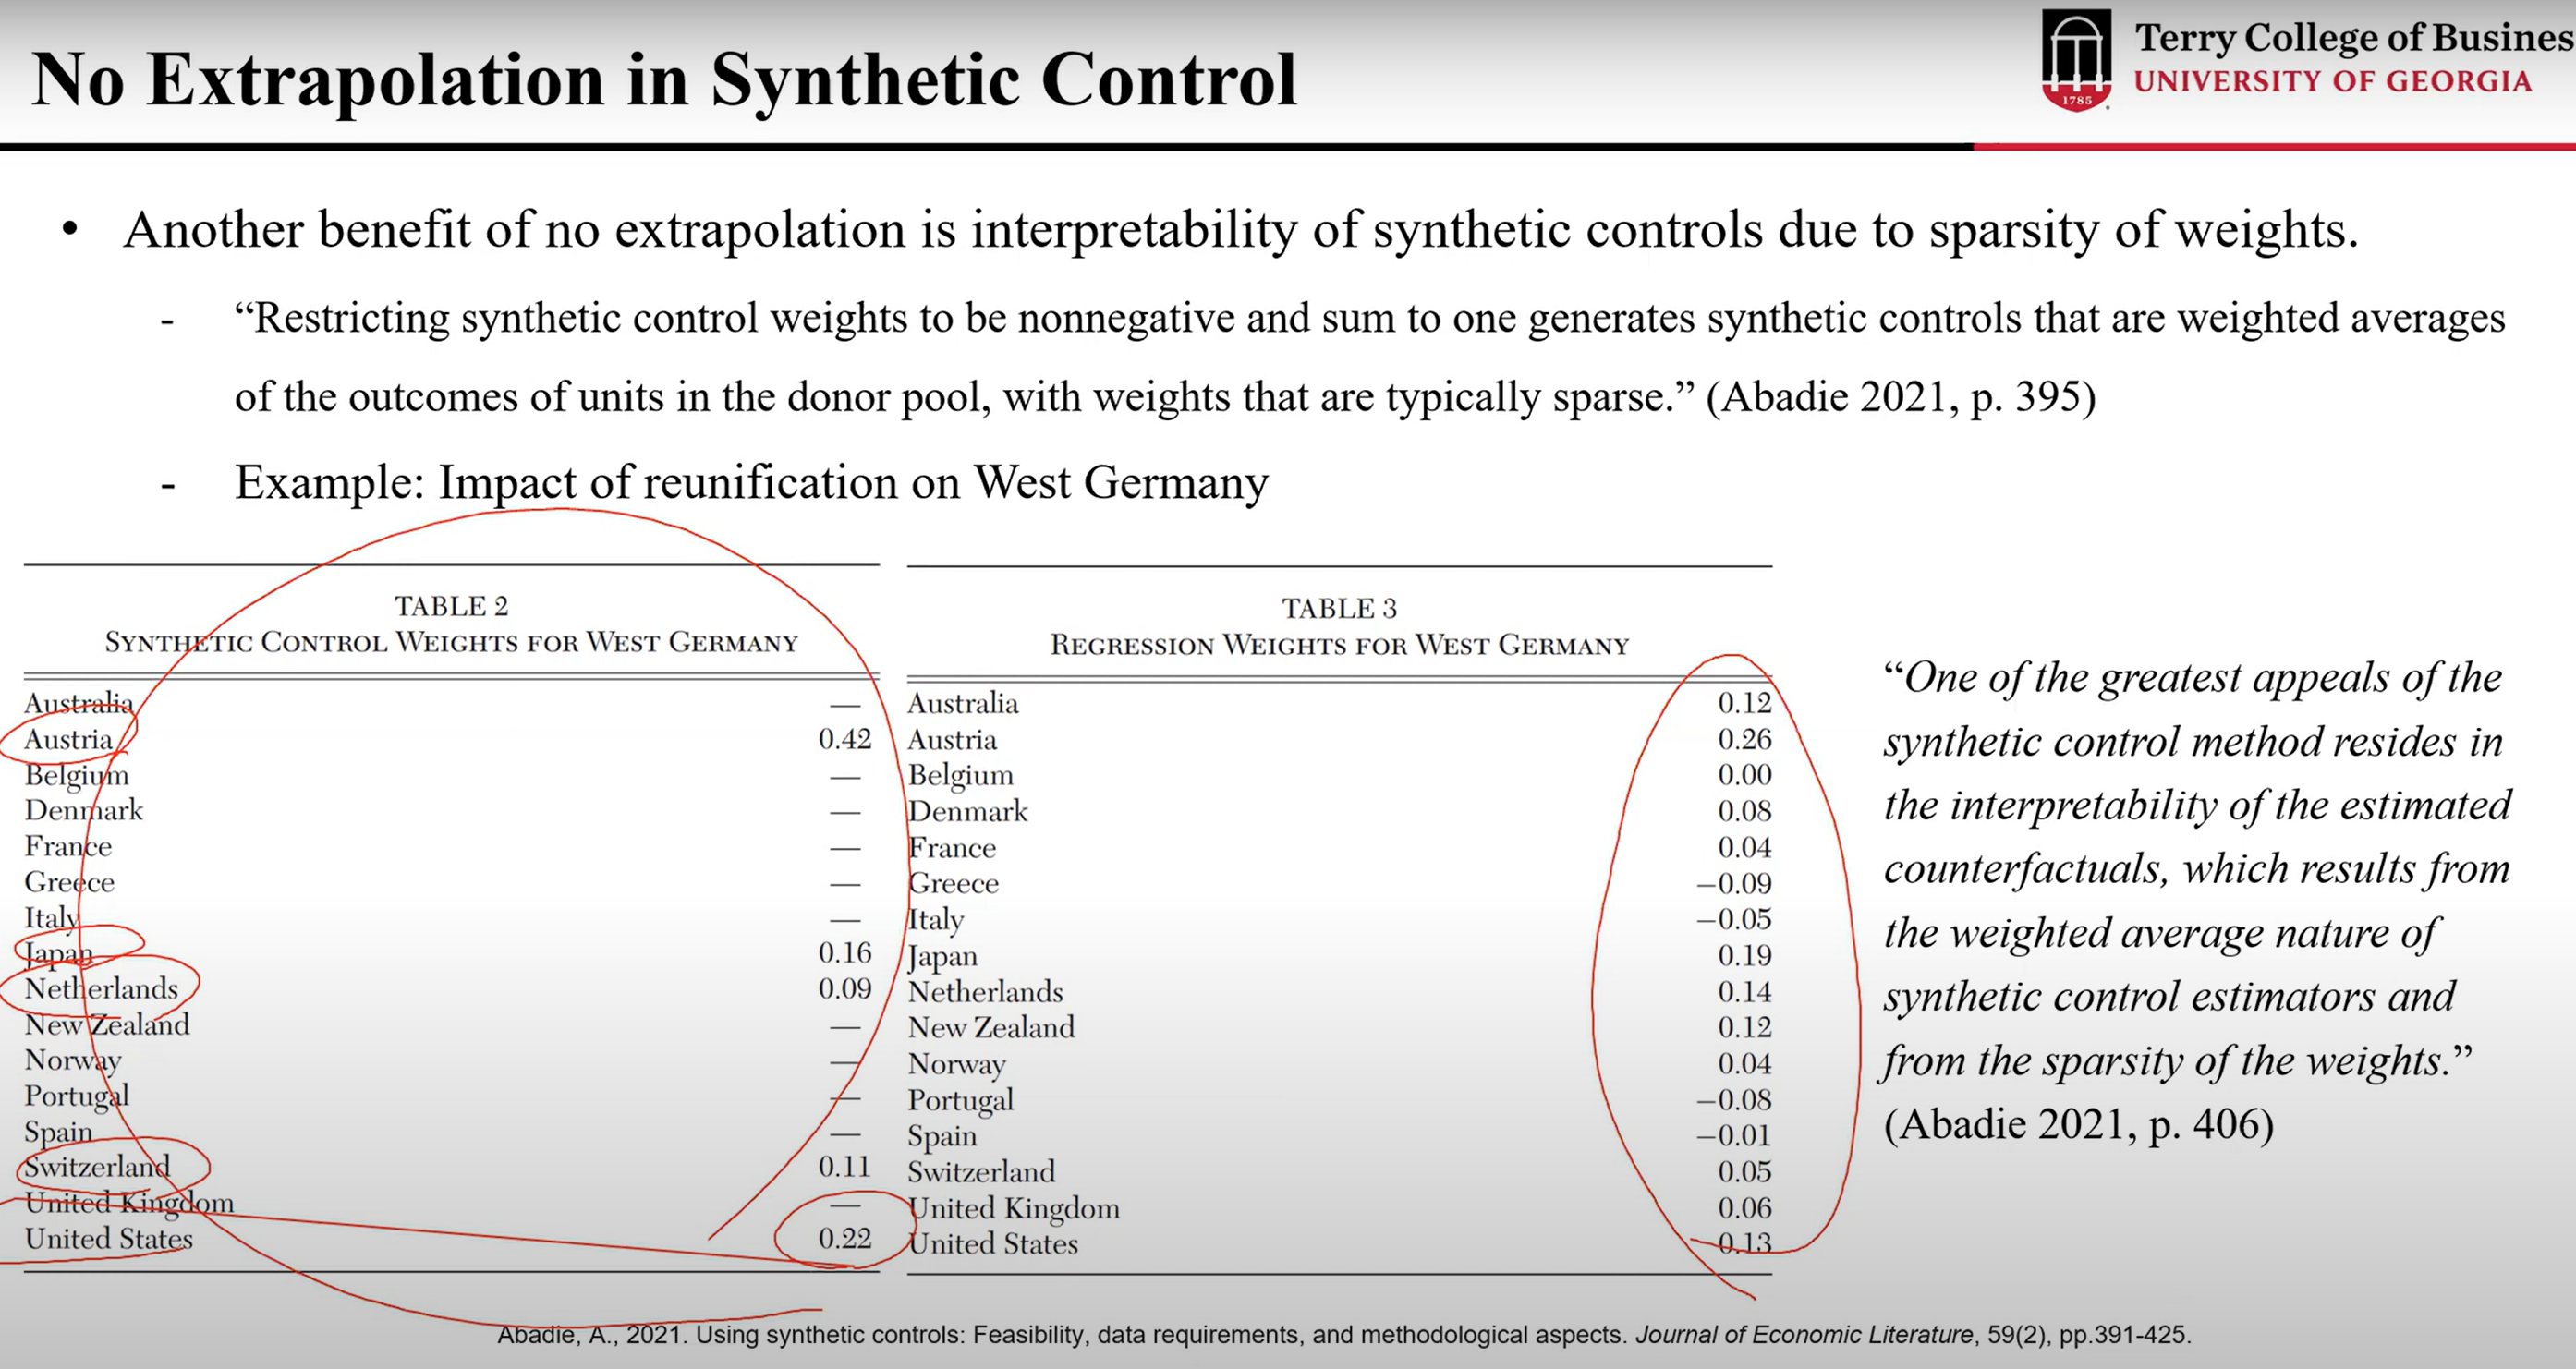 No Extrapolation in Synthetic Control
Terry College of Busines
UNIVERSITY OF GEORGIA
1785
• Another benefit of no extrapolation is interpretability of synthetic controls due to sparsity of weights.
- “Restricting synthetic control weights to be nonnegative and sum to one generates synthetic controls that are weighted averages
of the outcomes of units in the donor pool, with weights that are typically sparse.” (Abadie 2021, p. 395)
- Example: Impact of reunification on West Germany
TABLE 2
SYNTHETIC CONTROL WEIGHTS FOR WEST GERMANY
Australia —
Austria 0.42
Belgium —
Denmark —
France —
Greece —
Italy —
Japan 0.16
Netherlands 0.09
New Zealand —
Norway —
Portugal —
Spain —
Switzerland 0.11
United Kingdom —
United States 0.22
TABLE 3
REGRESSION WEIGHTS FOR WEST GERMANY
Australia 0.12
Austria 0.26
Belgium 0.00
Denmark 0.08
France 0.04
Greece −0.09
Italy −0.05
Japan 0.19
Netherlands 0.14
New Zealand 0.12
Norway 0.04
Portugal −0.08
Spain −0.01
Switzerland 0.05
United Kingdom 0.06
United States 0.13
“One of the greatest appeals of the
synthetic control method resides in
the interpretability of the estimated
counterfactuals, which results from
the weighted average nature of
synthetic control estimators and
from the sparsity of the weights.”
(Abadie 2021, p. 406)
Abadie, A., 2021. Using synthetic controls: Feasibility, data requirements, and methodological aspects. Journal of Economic Literature, 59(2), pp.391-425.